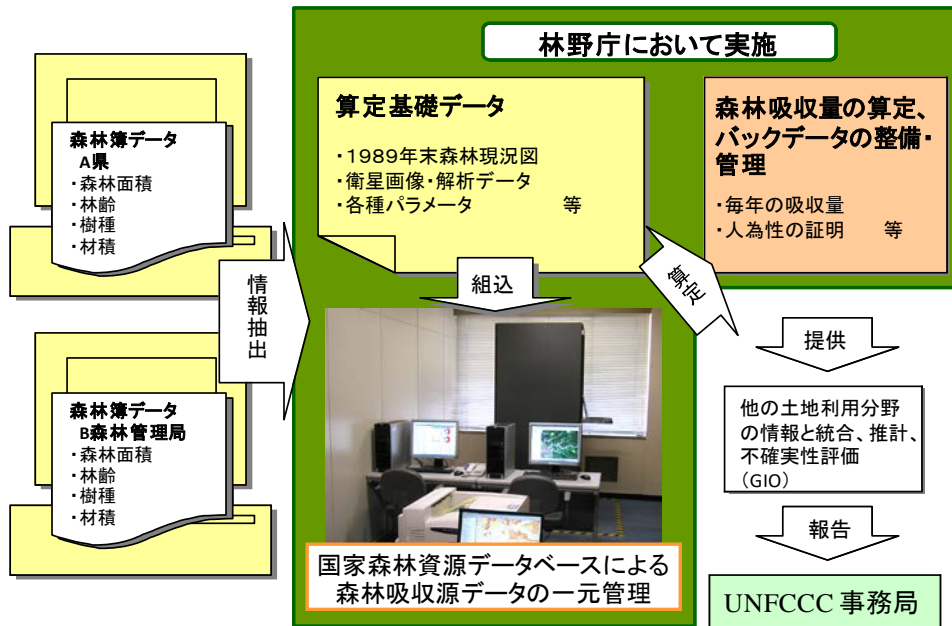 林野庁において実施
森林簿データ
A県
・森林面積
・林齢
・樹種
・材積
森林簿データ
B森林管理局
・森林面積
・林齢
・樹種
・材積
情報抽出
算定基礎データ
・1989年末森林現況図
・衛星画像・解析データ
・各種パラメータ 等
組込
国家森林資源データベースによる
森林吸収源データの一元管理
算定
森林吸収量の算定、
バックデータの整備・
管理
・毎年の吸収量
・人為性の証明 等
提供
他の土地利用分野
の情報と統合、推計、
不確実性評価
(GIO)
報告
UNFCCC 事務局